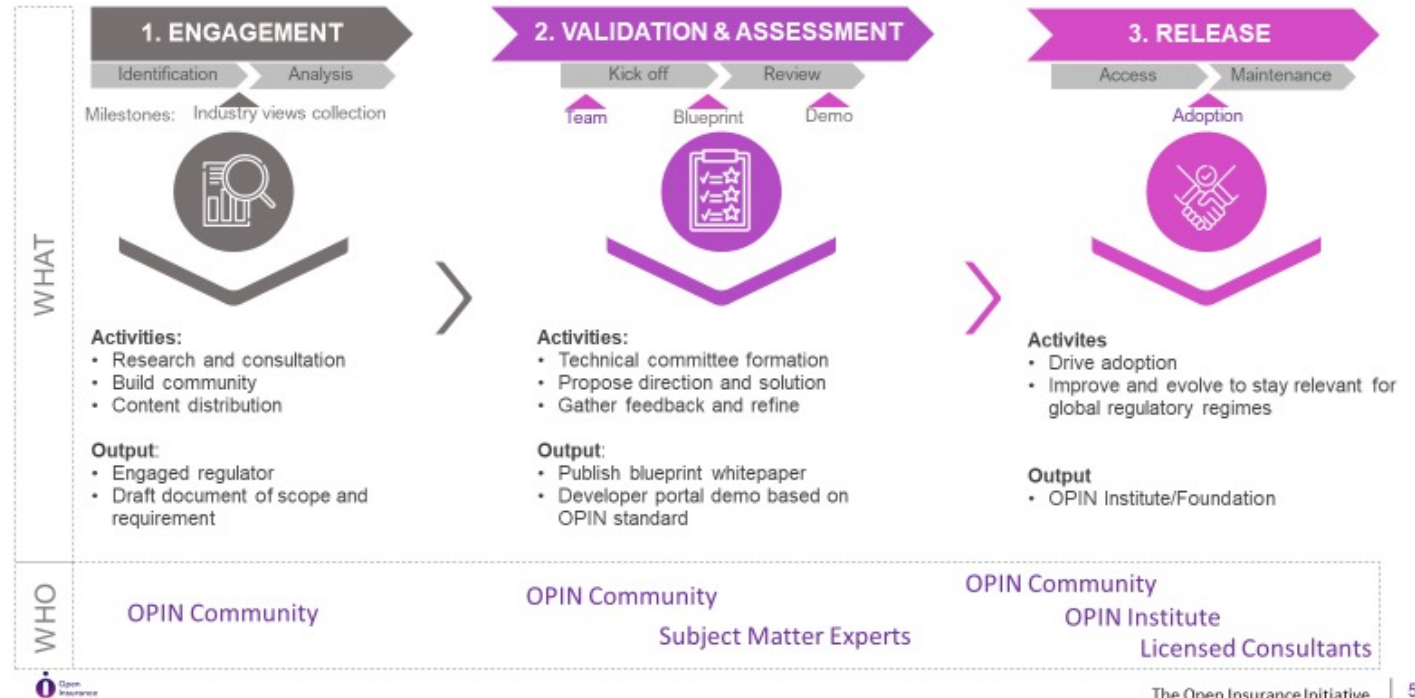 1. ENGAGEMENT
Identification
Analysis
Milestones:
Industry views collection
2. VALIDATION & ASSESSMENT
Kick off
Review
Team
Blueprint
Demo
3. RELEASE
Access
Maintenance
Adoption
WHAT
Activities:
• Research and consultation
• Build community
• Content distribution
Output:
• Engaged regulator
• Draft document of scope and
requirement
Activities:
• Technical committee formation
• Propose direction and solution
• Gather feedback and refine
Output:
• Publish blueprint whitepaper
• Developer portal demo based on
OPIN standard
Activites
• Drive adoption
• Improve and evolve to stay relevant for
global regulatory regimes
Output
• OPIN Institute/Foundation
WHO
OPIN Community
OPIN Community
Subject Matter Experts
OPIN Community
OPIN Institute
Licensed Consultants
Open
Insurance
The Open Insurance Initiative
5